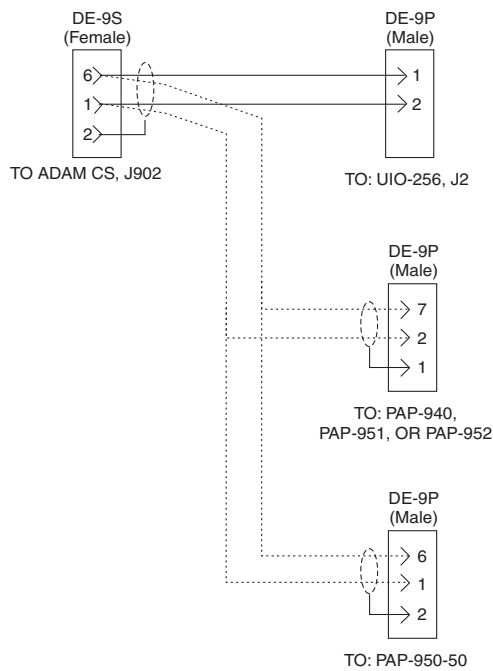 DE-9S
(Female)
6
1
2
TO ADAM CS, J902
DE-9P
(Male)
1
2
TO: UIO-256, J2
DE-9P
(Male)
7
2
1
TO: PAP-940,
PAP-951, OR PAP-952
DE-9P
(Male)
6
1
2
TO: PAP-950-50